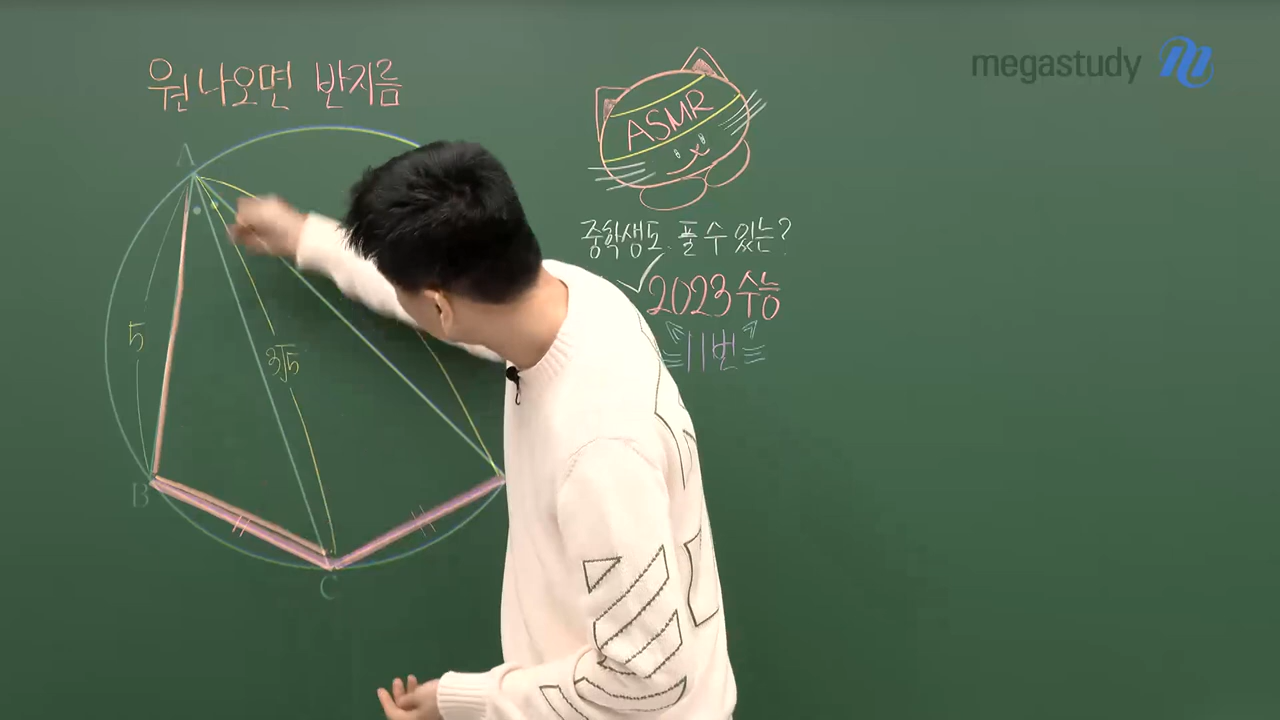 megastudy
원 나오면 반지름
ASMR
중학생도 풀 수 있는?
2023 수능
11번
A
5
3√5
B
C